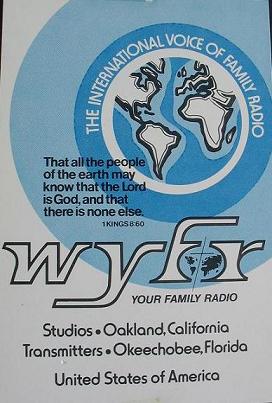 THE INTERNATIONAL VOICE OF FAMILY RADIO
That all the people
of the earth may
know that the Lord
is God, and that
there is none else.
1 KINGS 8:60
wyfr
YOUR FAMILY RADIO
Studios • Oakland, California
Transmitters • Okeechobee, Florida
United States of America